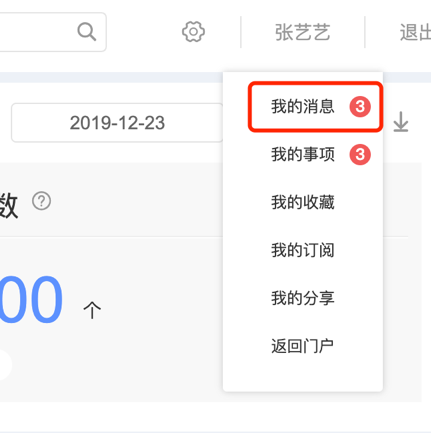 张艺艺
退出
我的消息 3
2019-12-23
我的事项 3
数 ?
我的收藏
我的订阅
00 个
我的分享
返回门户